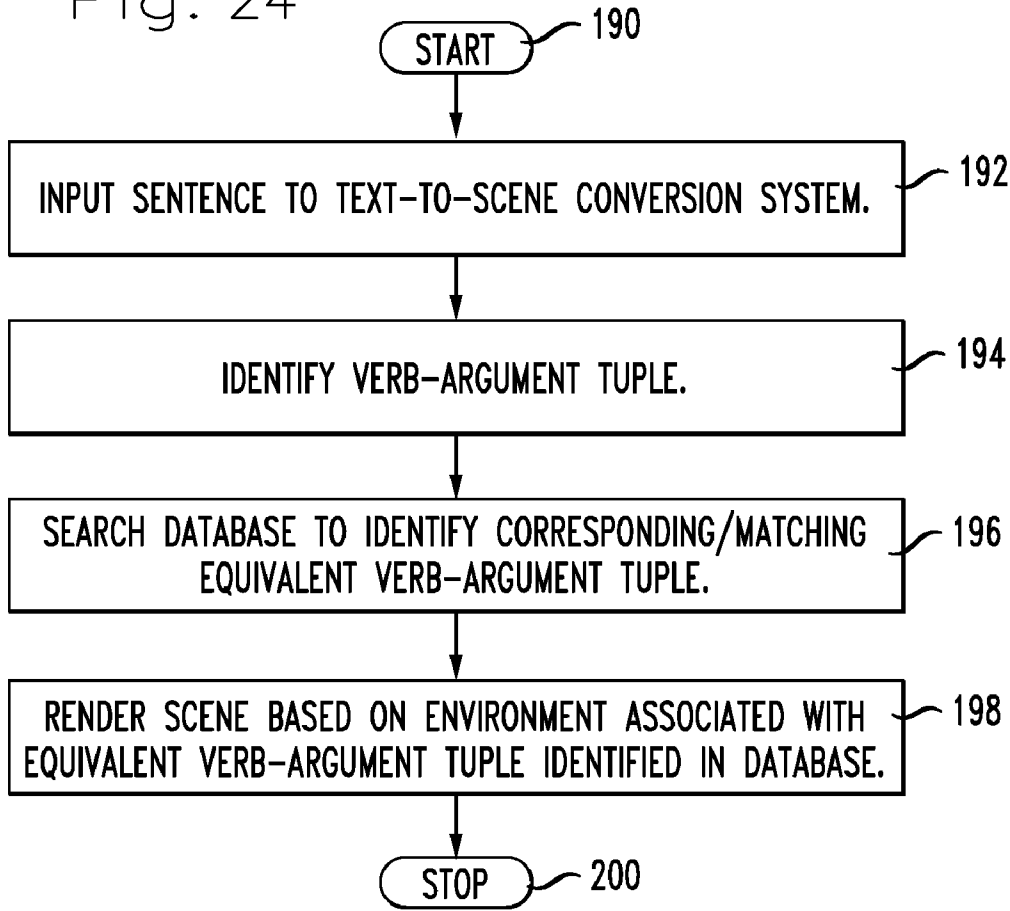 Fig. 24
START
190
INPUT SENTENCE TO TEXT-TO-SCENE CONVERSION SYSTEM.
192
IDENTIFY VERB-ARGUMENT TUPLE.
194
SEARCH DATABASE TO IDENTIFY CORRESPONDING/MATCHING
EQUIVALENT VERB-ARGUMENT TUPLE.
196
RENDER SCENE BASED ON ENVIRONMENT ASSOCIATED WITH
EQUIVALENT VERB-ARGUMENT TUPLE IDENTIFIED IN DATABASE.
198
STOP
200